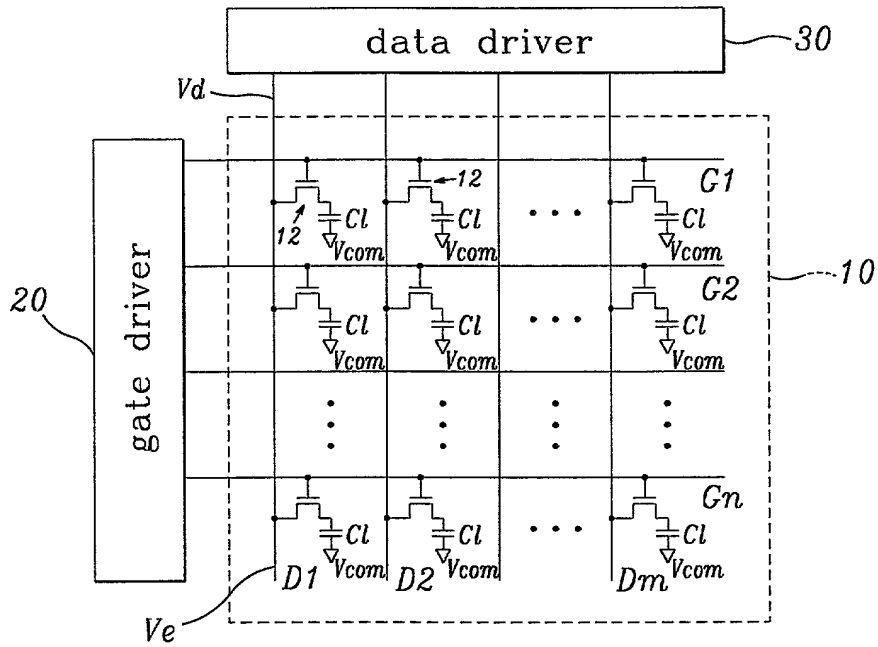 data driver
30
Vd
G1
12
12
Cl
Cl
Cl
Vcom
Vcom
Vcom
20
gate driver
G2
10
Cl
Cl
Cl
Vcom
Vcom
Vcom
Gn
Cl
Cl
Cl
Vcom
Vcom
Vcom
D1
D2
Dm
Ve